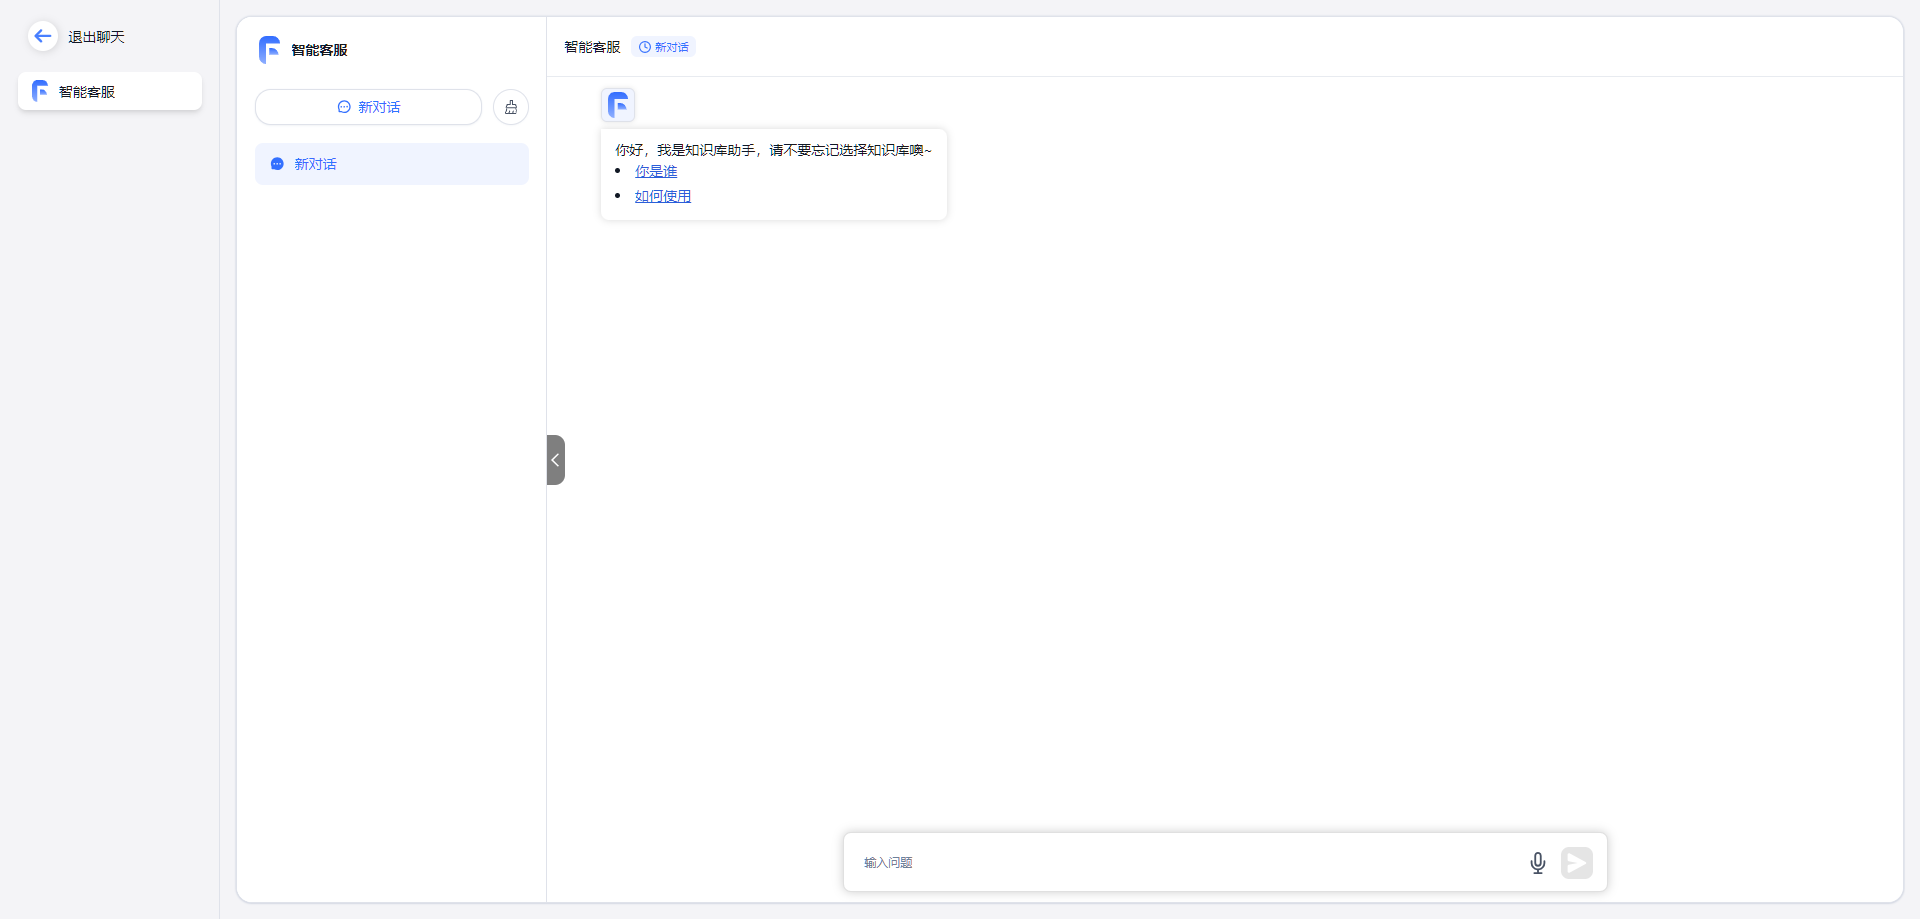 退出聊天
智能客服
智能客服
新对话
新对话
智能客服
新对话
你好，我是知识库助手，请不要忘记选择知识库噢~
你是谁
如何使用
输入问题